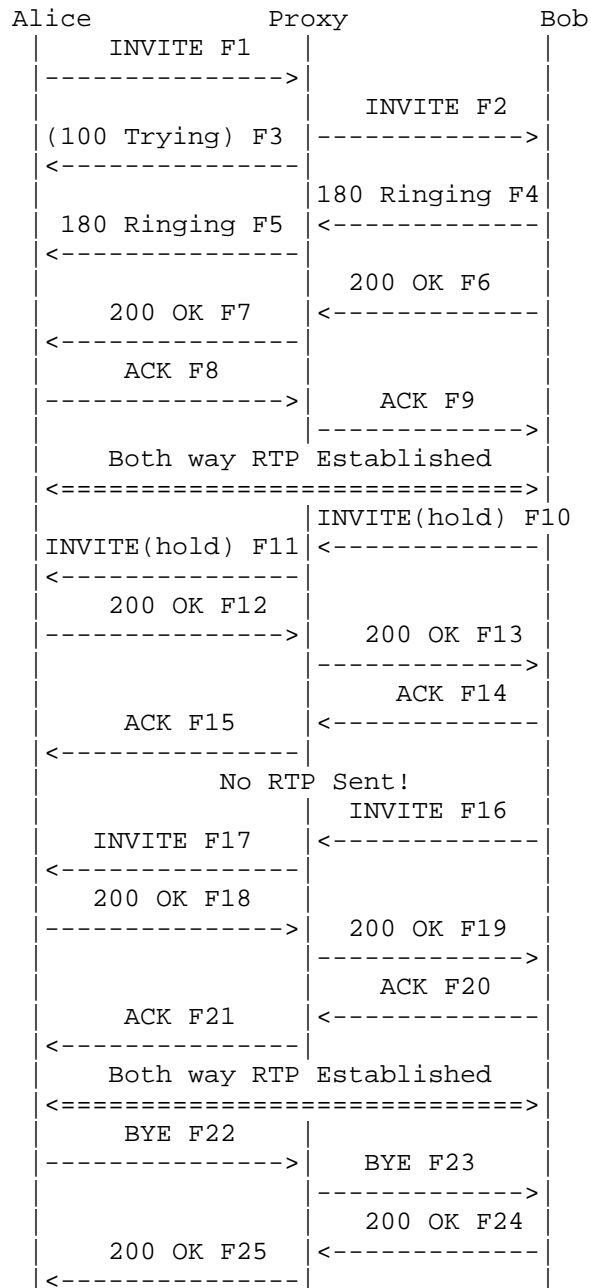 Alice Proxy Bob
INVITE F1
INVITE F2
(100 Trying) F3
180 Ringing F4
180 Ringing F5
200 OK F6
200 OK F7
ACK F8
ACK F9
Both way RTP Established
INVITE(hold) F10
INVITE(hold) F11
200 OK F12
200 OK F13
ACK F14
ACK F15
No RTP Sent!
INVITE F16
INVITE F17
200 OK F18
200 OK F19
ACK F20
ACK F21
Both way RTP Established
BYE F22
BYE F23
200 OK F24
200 OK F25